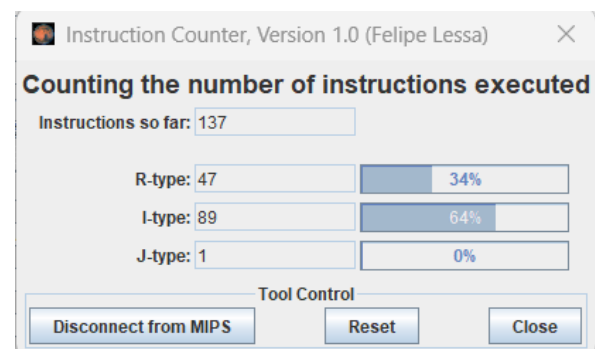 Instruction Counter, Version 1.0 (Felipe Lessa)
Counting the number of instructions executed
Instructions so far: 137
R-type: 47 34%
I-type: 89 64%
J-type: 1 0%
Tool Control
Disconnect from MIPS Reset Close